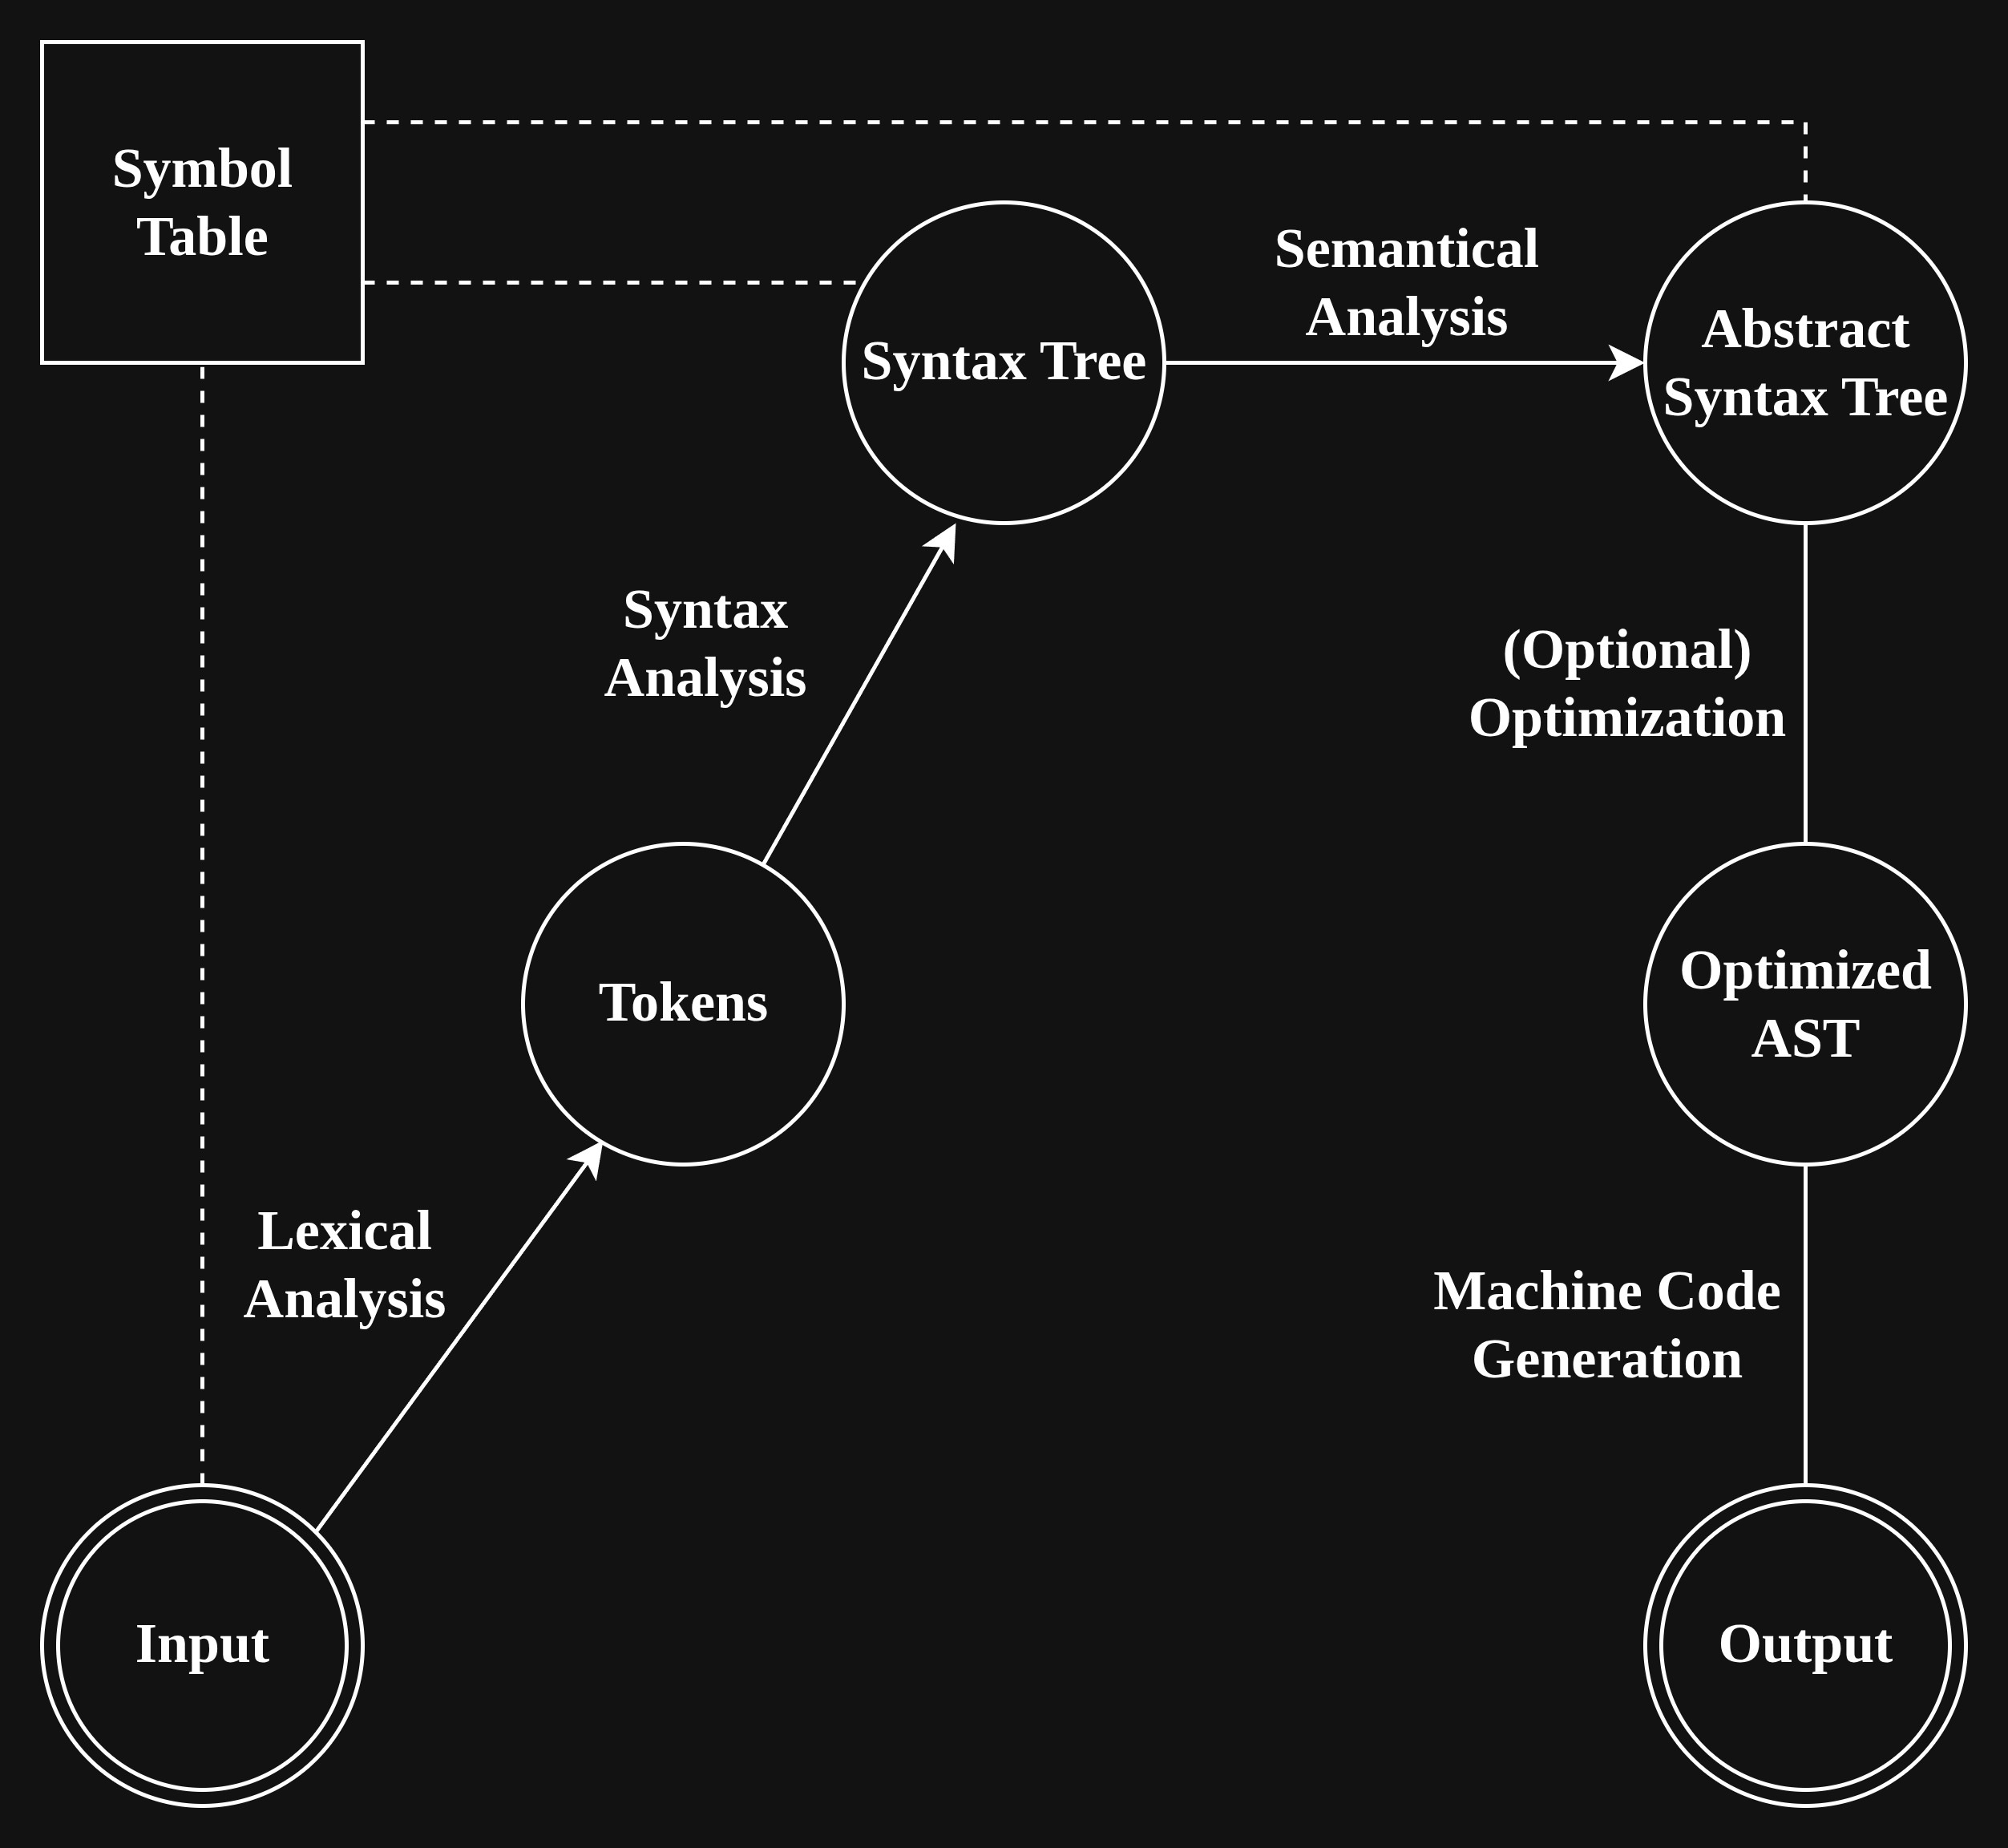 Symbol
Table
Syntax Tree
Semantical
Analysis
Abstract
Syntax Tree
Syntax
Analysis
(Optional)
Optimization
Tokens
Optimized
AST
Lexical
Analysis
Machine Code
Generation
Input
Output